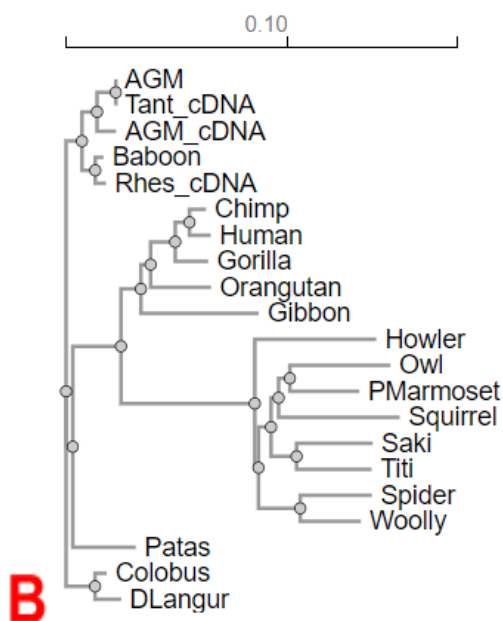 0.10
AGM
Tant_cDNA
AGM_cDNA
Baboon
Rhes_cDNA
Chimp
Human
Gorilla
Orangutan
Gibbon
Howler
Owl
PMarmoset
Squirrel
Saki
Titi
Spider
Woolly
Patas
Colobus
DLangur
B